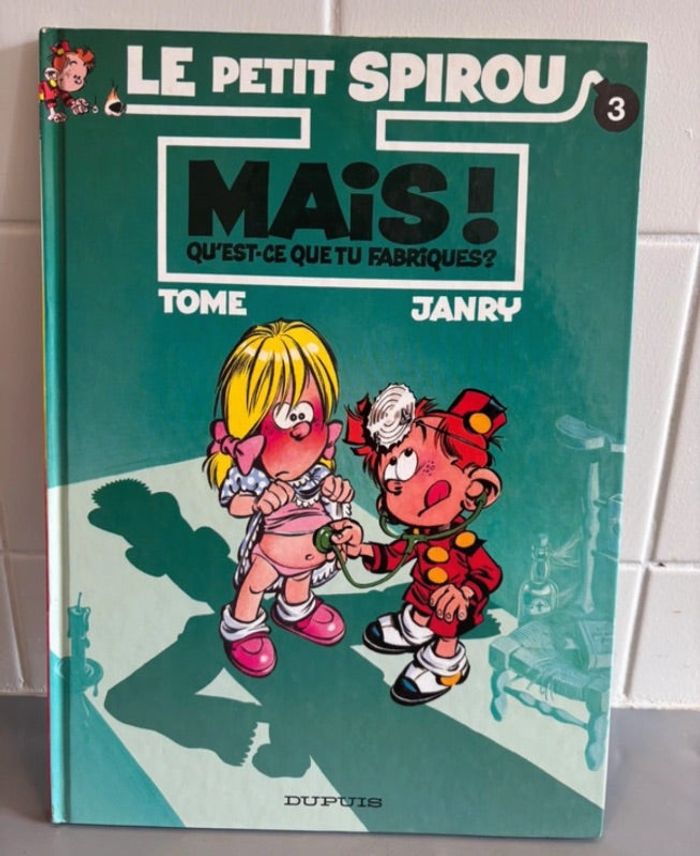 LE PETIT SPIROU
3
MAiS!
QU'EST-CE QUE TU FABRiQUES?
TOME JANRY
DUPUIS